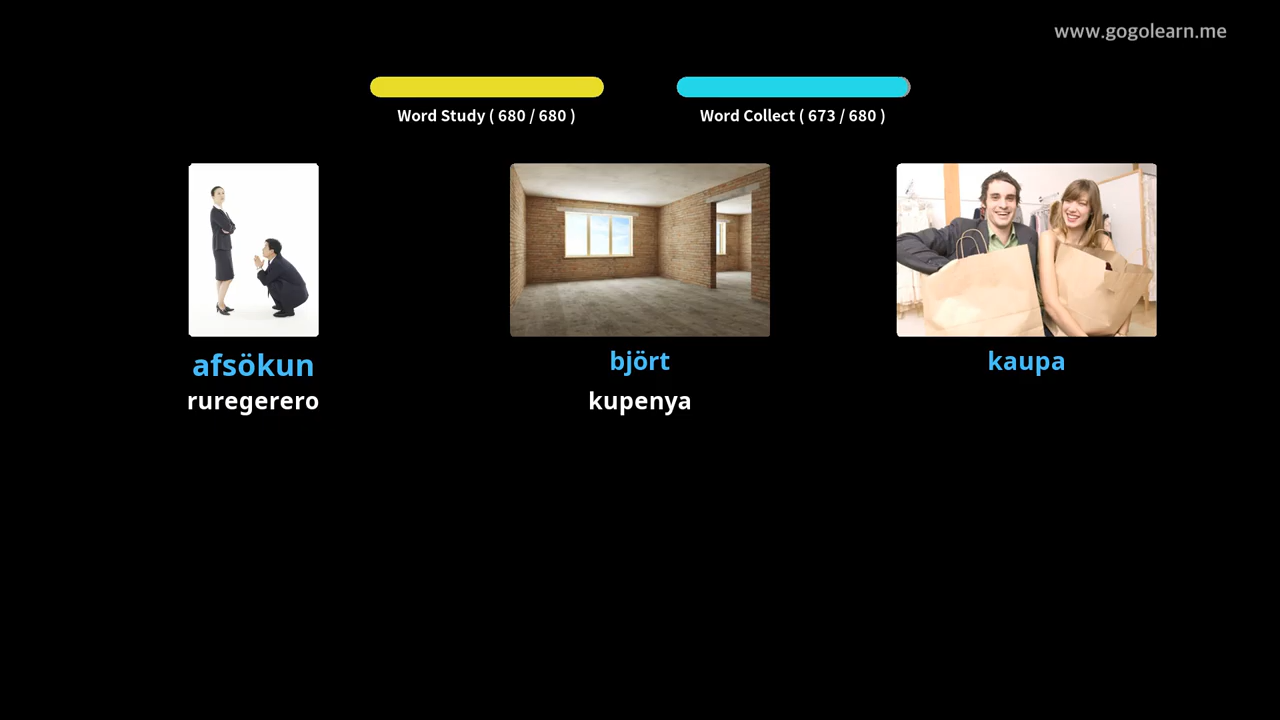 www.gogolearn.me
Word Study ( 680 / 680 )
Word Collect ( 673 / 680 )
afsökun
björt
kaupa
ruregerero
kupenya